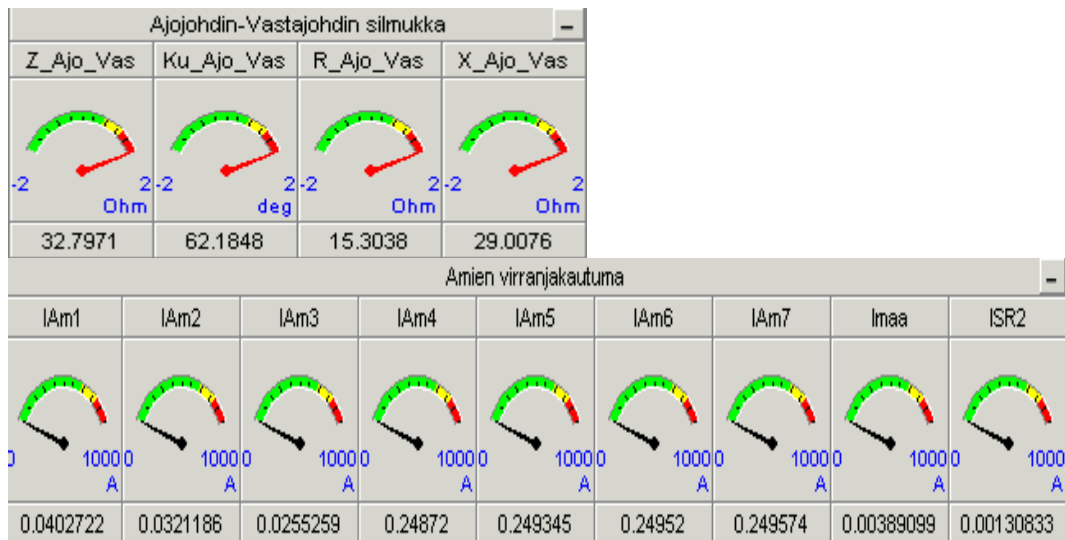 Ajojohdin-Vastajohdin silmukka –
Z_Ajo_Vas Ku_Ajo_Vas R_Ajo_Vas X_Ajo_Vas
-2 2 -2 2 -2 2 -2 2
Ohm deg Ohm Ohm
32.7971 62.1848 15.3038 29.0076
Amien virranjakautuma –
IAm1 IAm2 IAm3 IAm4 IAm5 IAm6 IAm7 Imaa ISR2
0 1000 0 1000 0 1000 0 1000 0 1000 0 1000 0 1000 0 1000 0 1000
A A A A A A A A A
0.0402722 0.0321186 0.0255259 0.24872 0.249345 0.24952 0.249574 0.00389099 0.00130833